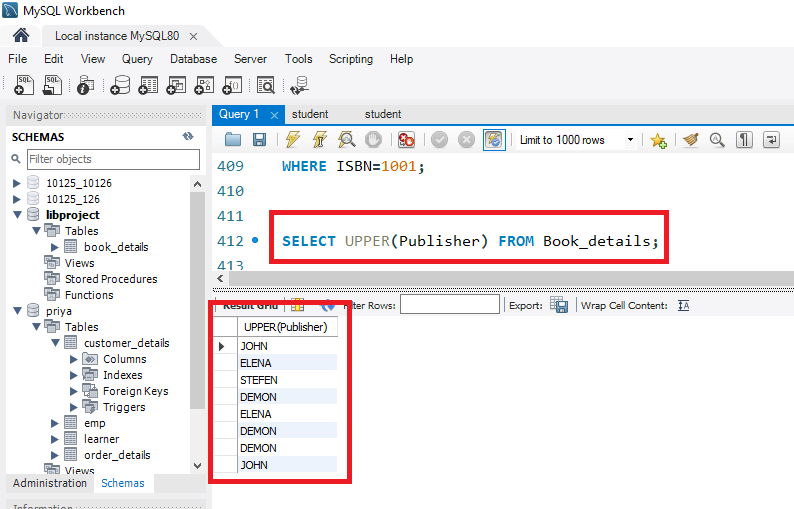 MySQL Workbench
Local instance MySQL80
File Edit View Query Database Server Tools Scripting Help
Navigator
SCHEMAS
Filter objects
10125_10126
10125_126
libproject
Tables
book_details
Views
Stored Procedures
Functions
priya
Tables
customer_details
Columns
Indexes
Foreign Keys
Triggers
emp
learner
order_details
Views
Administration Schemas
Information
Query 1 student student
Limit to 1000 rows
409 WHERE ISBN=1001;
410
411
412 SELECT UPPER(Publisher) FROM Book_details;
413
Result Grid Filter Rows: Export: Wrap Cell Content:
UPPER(Publisher)
JOHN
ELENA
STEFEN
DEMON
ELENA
DEMON
DEMON
JOHN